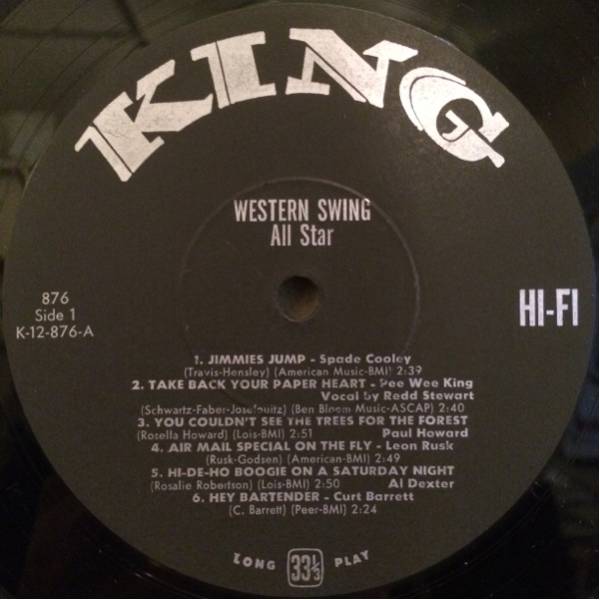 KING
WESTERN SWING
All Star
876
Side 1
K-12-876-A
HI-FI
1. JIMMIES JUMP - Spade Cooley
(Travis-Hensley) (American Music-BMI) 2:39
2. TAKE BACK YOUR PAPER HEART - Pee Wee King
Vocal by Redd Stewart
(Schwartz-Faber-Josefouitz) (Ben Bloom Music-ASCAP) 2:40
3. YOU COULDN'T SEE THE TREES FOR THE FOREST
(Rosella Howard) (Lois-BMI) 2:51 Paul Howard
4. AIR MAIL SPECIAL ON THE FLY - Leon Rusk
(Rusk-Godsen) (American-BMI) 2:49
5. HI-DE-HO BOOGIE ON A SATURDAY NIGHT
(Rosalie Robertson) (Lois-BMI) 2:50 Al Dexter
6. HEY BARTENDER - Curt Barrett
(C. Barrett) (Peer-BMI) 2:24
LONG 33⅓ PLAY